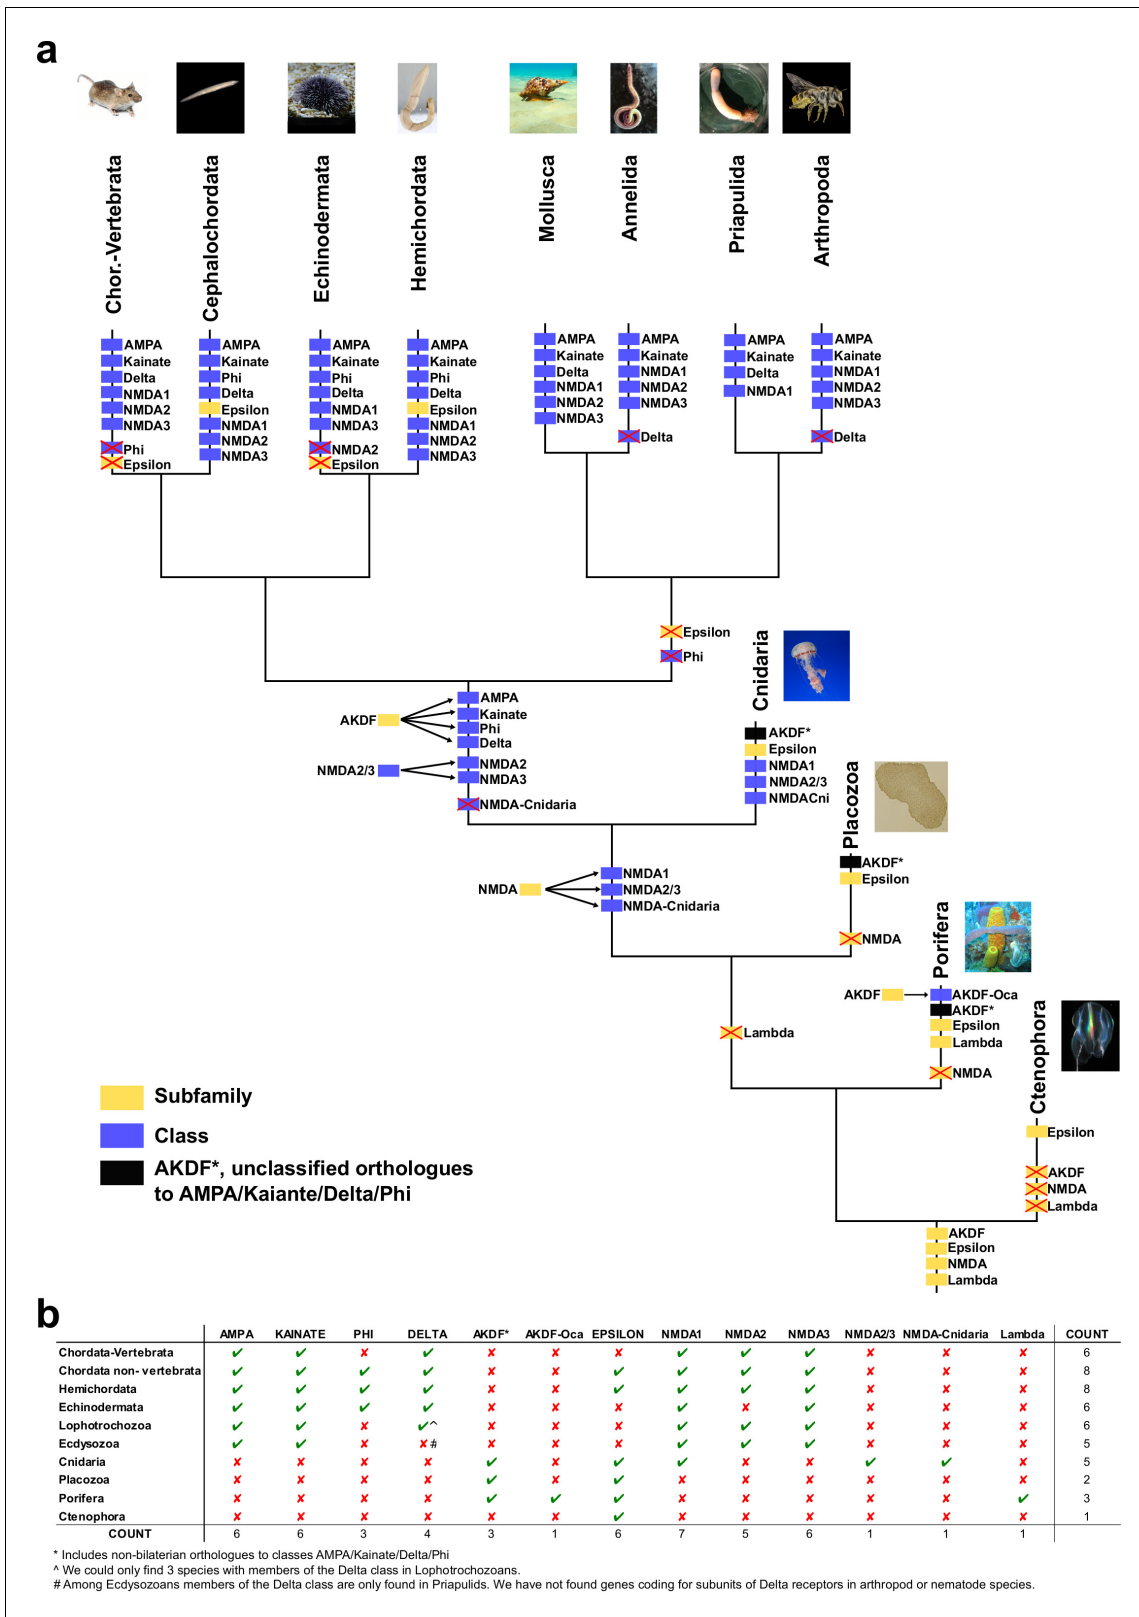 a
Chor.-Vertebrata
Cephalochordata
Echinodermata
Hemichordata
Mollusca
Annelida
Priapulida
Arthropoda
AMPA
Kainate
Delta
NMDA1
NMDA2
NMDA3
Phi
Epsilon
AMPA
Kainate
Phi
Delta
Epsilon
NMDA1
NMDA2
NMDA3
AMPA
Kainate
Phi
Delta
NMDA1
NMDA3
NMDA2
Epsilon
AMPA
Kainate
Phi
Delta
Epsilon
NMDA1
NMDA2
NMDA3
AMPA
Kainate
Delta
NMDA1
NMDA2
NMDA3
AMPA
Kainate
NMDA1
NMDA2
NMDA3
Delta
AMPA
Kainate
Delta
NMDA1
AMPA
Kainate
NMDA1
NMDA2
NMDA3
Delta
Epsilon
Phi
AKDF
AMPA
Kainate
Phi
Delta
NMDA2/3
NMDA2
NMDA3
NMDA-Cnidaria
Cnidaria
AKDF*
Epsilon
NMDA1
NMDA2/3
NMDACni
NMDA
NMDA1
NMDA2/3
NMDA-Cnidaria
Placozoa
AKDF*
Epsilon
NMDA
Lambda
Porifera
AKDF
AKDF-Oca
AKDF*
Epsilon
Lambda
NMDA
Ctenophora
Epsilon
AKDF
NMDA
Lambda
AKDF
Epsilon
NMDA
Lambda
Subfamily
Class
AKDF*, unclassified orthologues
to AMPA/Kaiante/Delta/Phi
b
AMPA KAINATE PHI DELTA AKDF* AKDF-Oca EPSILON NMDA1 NMDA2 NMDA3 NMDA2/3 NMDA-Cnidaria Lambda COUNT
Chordata-Vertebrata ✔ ✔ ✘ ✔ ✘ ✘ ✘ ✔ ✔ ✔ ✘ ✘ ✘ 6
Chordata non- vertebrata ✔ ✔ ✔ ✔ ✘ ✘ ✔ ✔ ✔ ✔ ✘ ✘ ✘ 8
Hemichordata ✔ ✔ ✔ ✔ ✘ ✘ ✔ ✔ ✔ ✔ ✘ ✘ ✘ 8
Echinodermata ✔ ✔ ✔ ✔ ✘ ✘ ✘ ✔ ✘ ✔ ✘ ✘ ✘ 6
Lophotrochozoa ✔ ✔ ✘ ✔^ ✘ ✘ ✘ ✔ ✔ ✔ ✘ ✘ ✘ 6
Ecdysozoa ✔ ✔ ✘ ✘# ✘ ✘ ✘ ✔ ✔ ✔ ✘ ✘ ✘ 5
Cnidaria ✘ ✘ ✘ ✘ ✔ ✘ ✔ ✔ ✘ ✘ ✔ ✔ ✘ 5
Placozoa ✘ ✘ ✘ ✘ ✔ ✘ ✔ ✘ ✘ ✘ ✘ ✘ ✘ 2
Porifera ✘ ✘ ✘ ✘ ✔ ✔ ✔ ✘ ✘ ✘ ✘ ✘ ✔ 3
Ctenophora ✘ ✘ ✘ ✘ ✘ ✘ ✔ ✘ ✘ ✘ ✘ ✘ ✘ 1
COUNT 6 6 3 4 3 1 6 7 5 6 1 1 1
* Includes non-bilaterian orthologues to classes AMPA/Kainate/Delta/Phi
^ We could only find 3 species with members of the Delta class in Lophotrochozoans.
# Among Ecdysozoans members of the Delta class are only found in Priapulids. We have not found genes coding for subunits of Delta receptors in arthropod or nematode species.